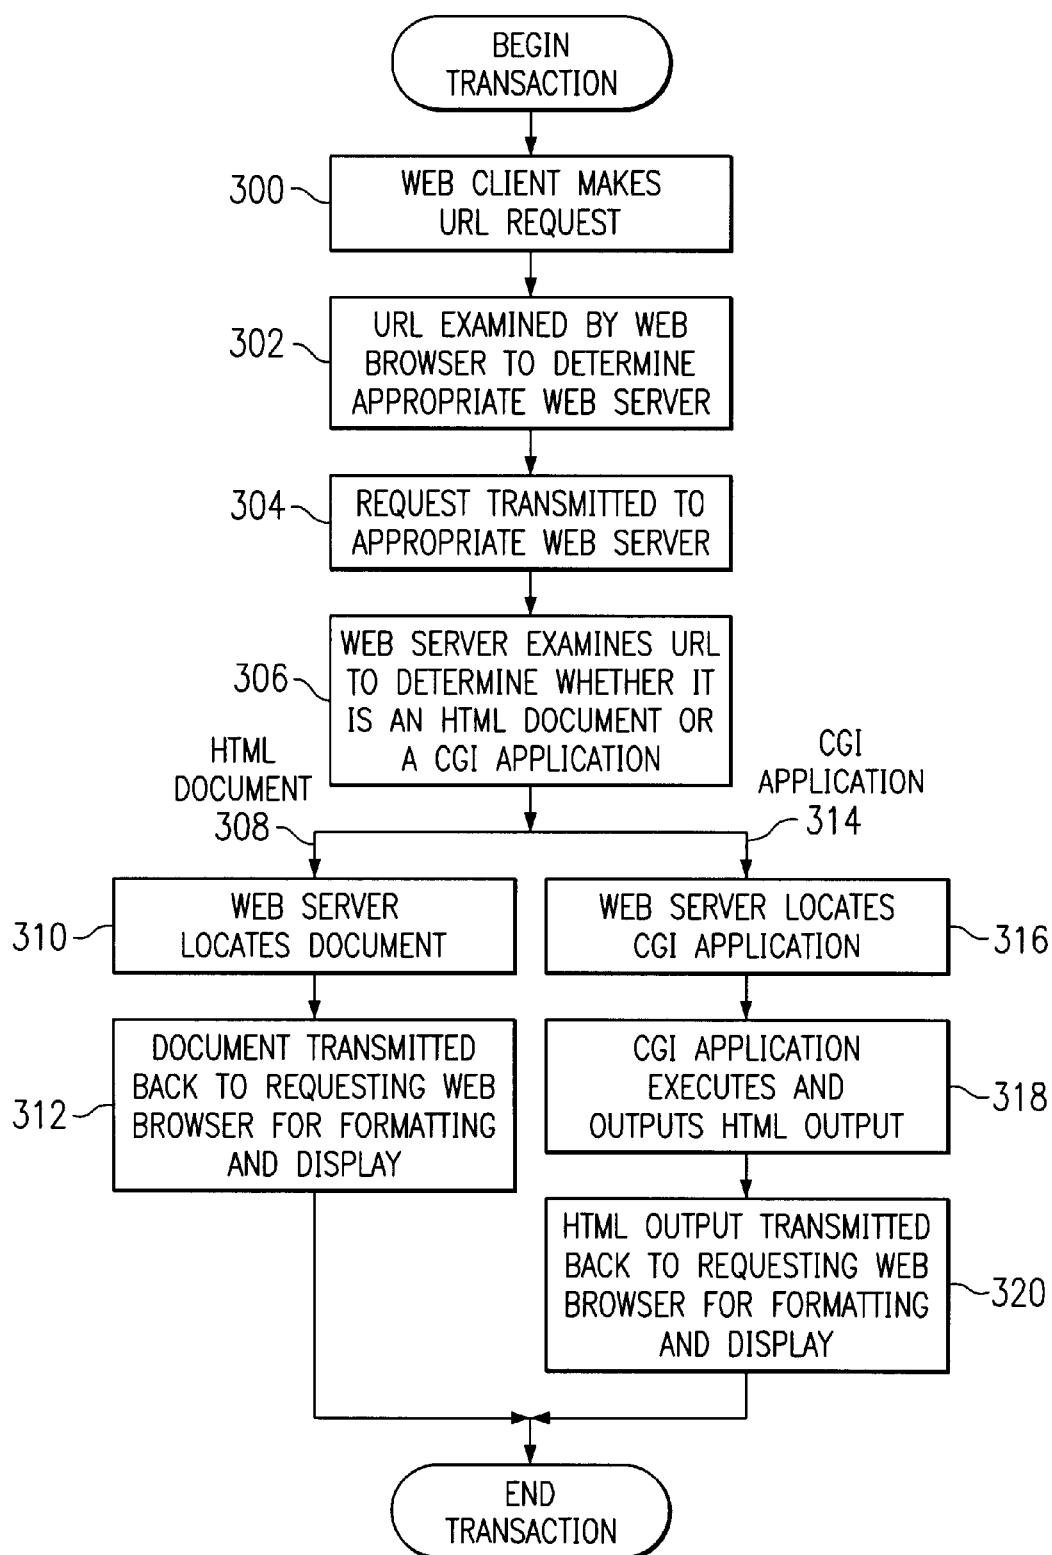 BEGIN
TRANSACTION
300
WEB CLIENT MAKES
URL REQUEST
302
URL EXAMINED BY WEB
BROWSER TO DETERMINE
APPROPRIATE WEB SERVER
304
REQUEST TRANSMITTED TO
APPROPRIATE WEB SERVER
306
WEB SERVER EXAMINES URL
TO DETERMINE WHETHER IT
IS AN HTML DOCUMENT OR
A CGI APPLICATION
HTML
DOCUMENT
308
CGI
APPLICATION
314
310
WEB SERVER
LOCATES DOCUMENT
312
DOCUMENT TRANSMITTED
BACK TO REQUESTING WEB
BROWSER FOR FORMATTING
AND DISPLAY
WEB SERVER LOCATES
CGI APPLICATION
316
CGI APPLICATION
EXECUTES AND
OUTPUTS HTML OUTPUT
318
HTML OUTPUT TRANSMITTED
BACK TO REQUESTING WEB
BROWSER FOR FORMATTING
AND DISPLAY
320
END
TRANSACTION